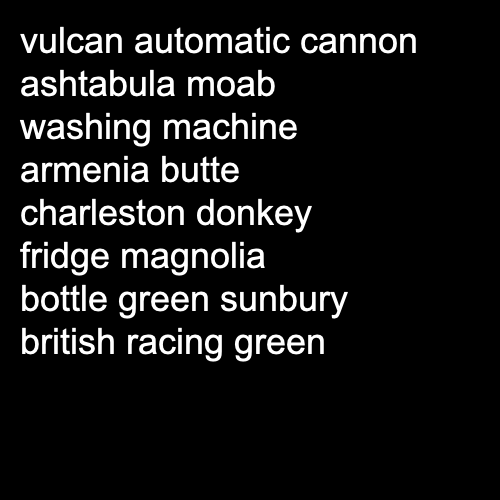 vulcan automatic cannon
ashtabula moab
washing machine
armenia butte
charleston donkey
fridge magnolia
bottle green sunbury
british racing green